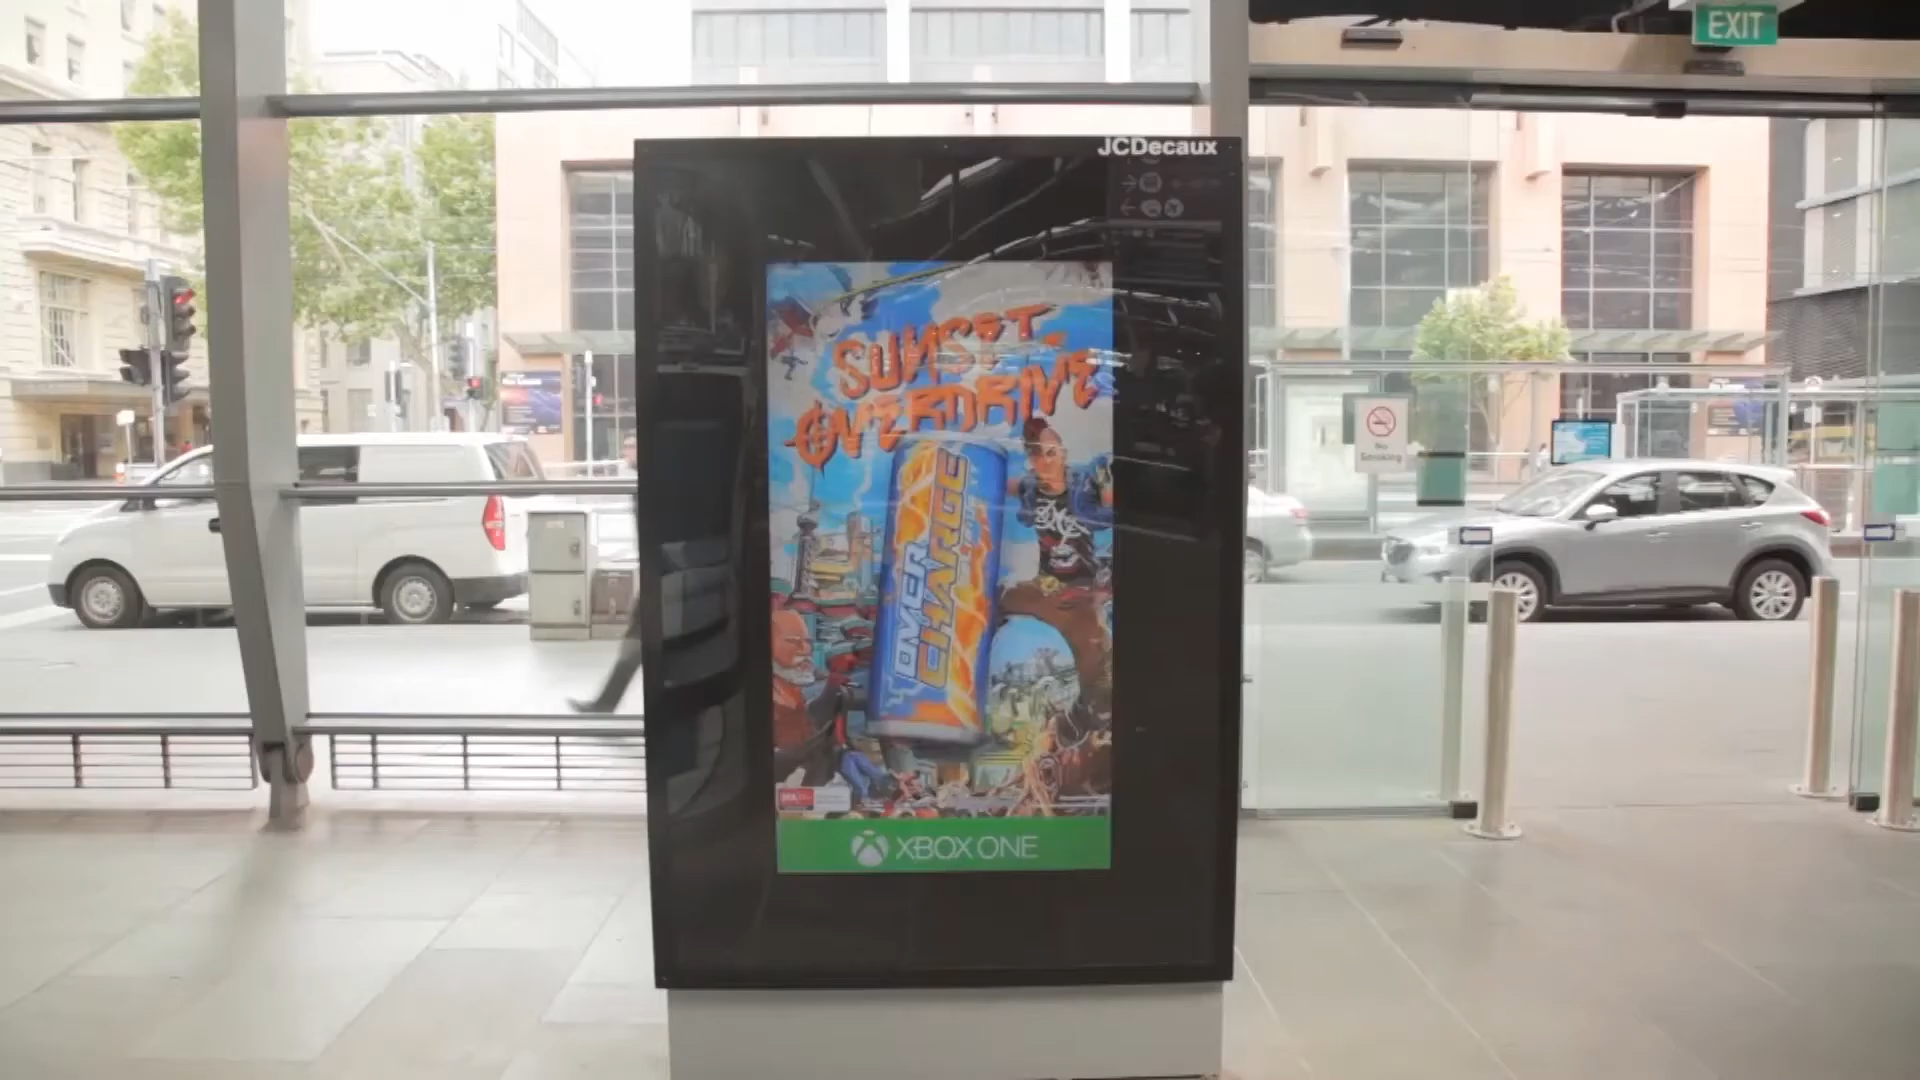 EXIT
JCDecaux
SUNSET
OVERDRIVE
OVER
CHARGE
No
Smoking
XBOX ONE